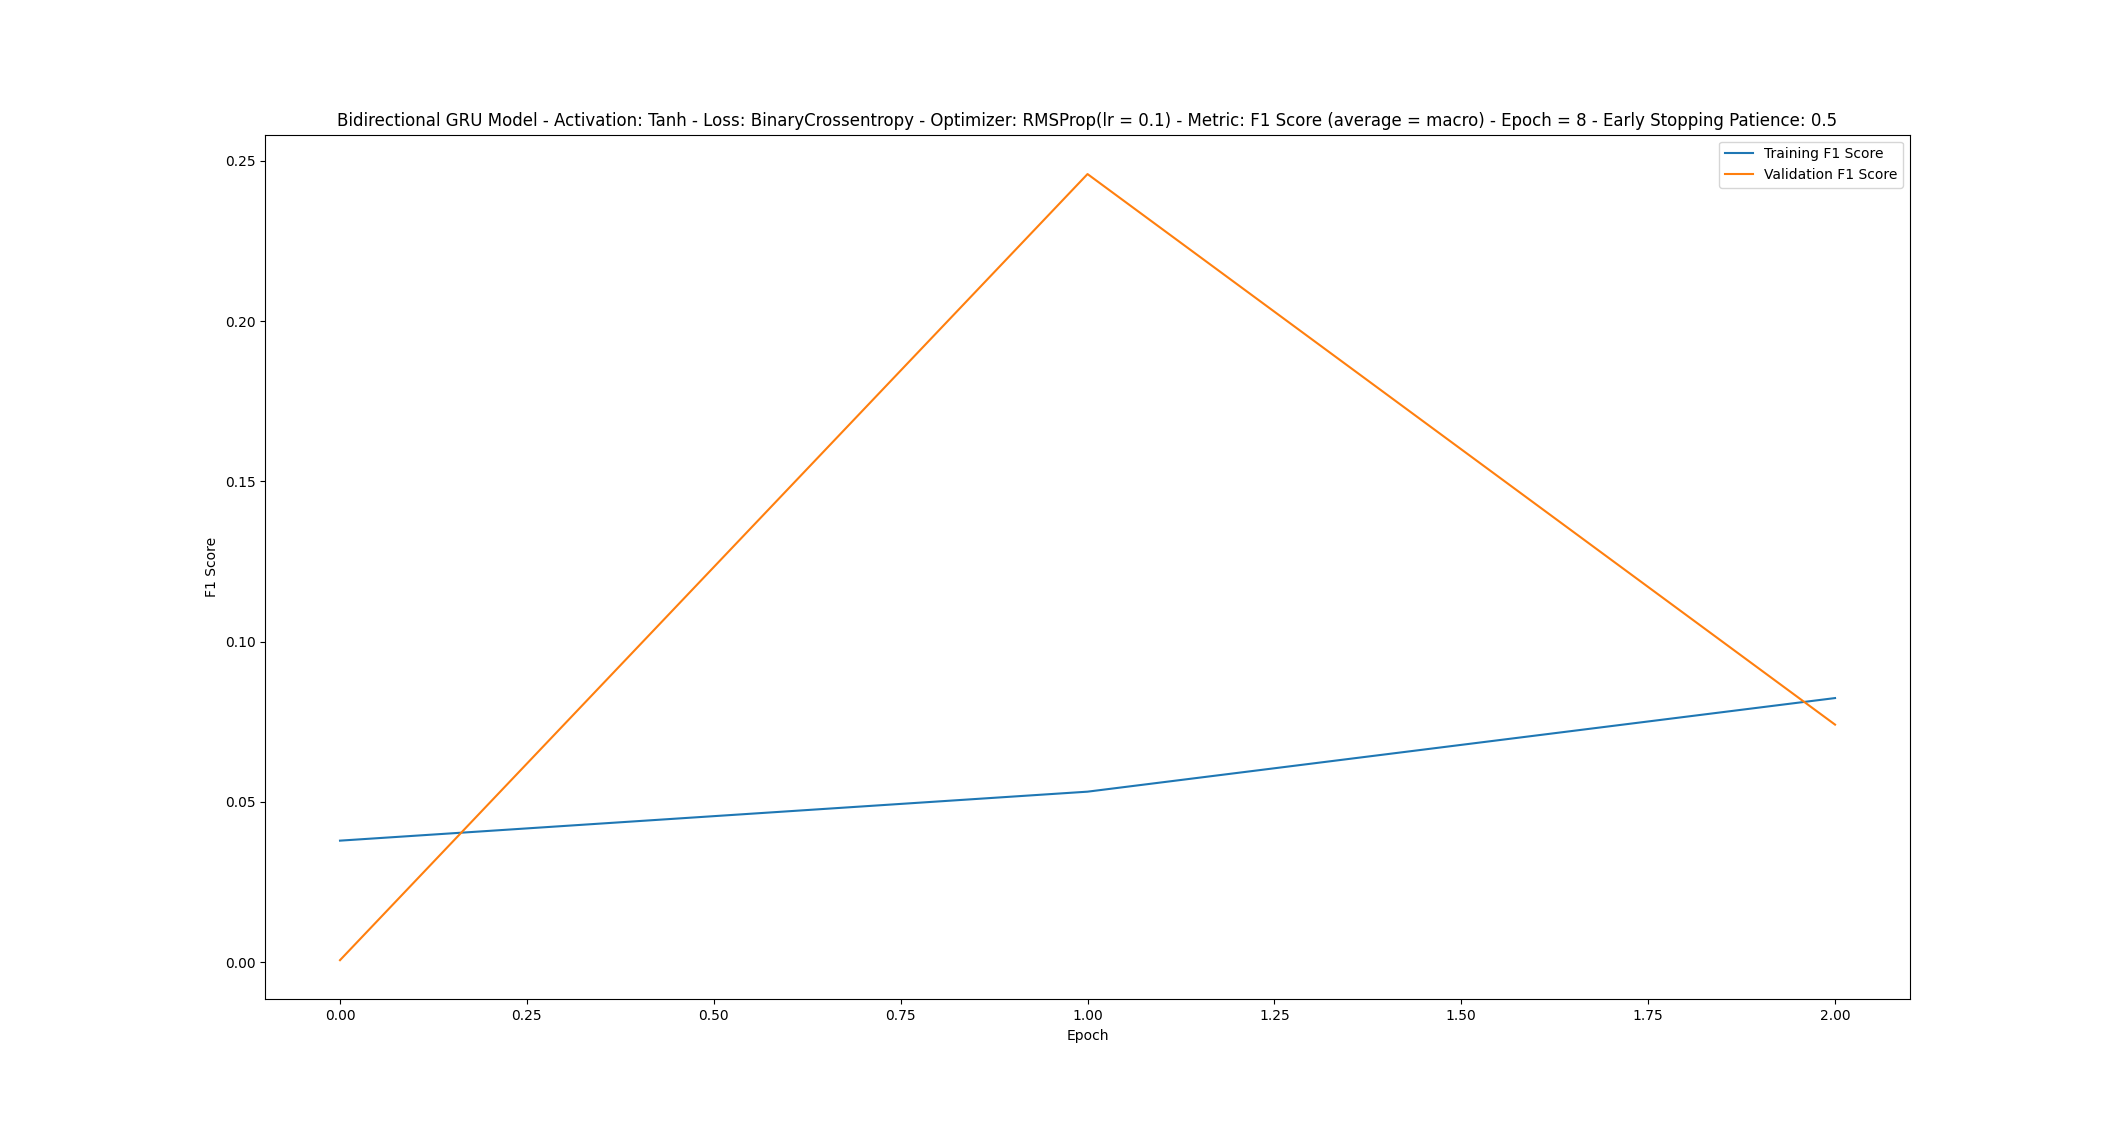 Bidirectional GRU Model - Activation: Tanh - Loss: BinaryCrossentropy - Optimizer: RMSProp(lr = 0.1) - Metric: F1 Score (average = macro) - Epoch = 8 - Early Stopping Patience: 0.5
Training F1 Score
Validation F1 Score
0.25
0.20
0.15
0.10
0.05
0.00
F1 Score
0.00 0.25 0.50 0.75 1.00 1.25 1.50 1.75 2.00
Epoch